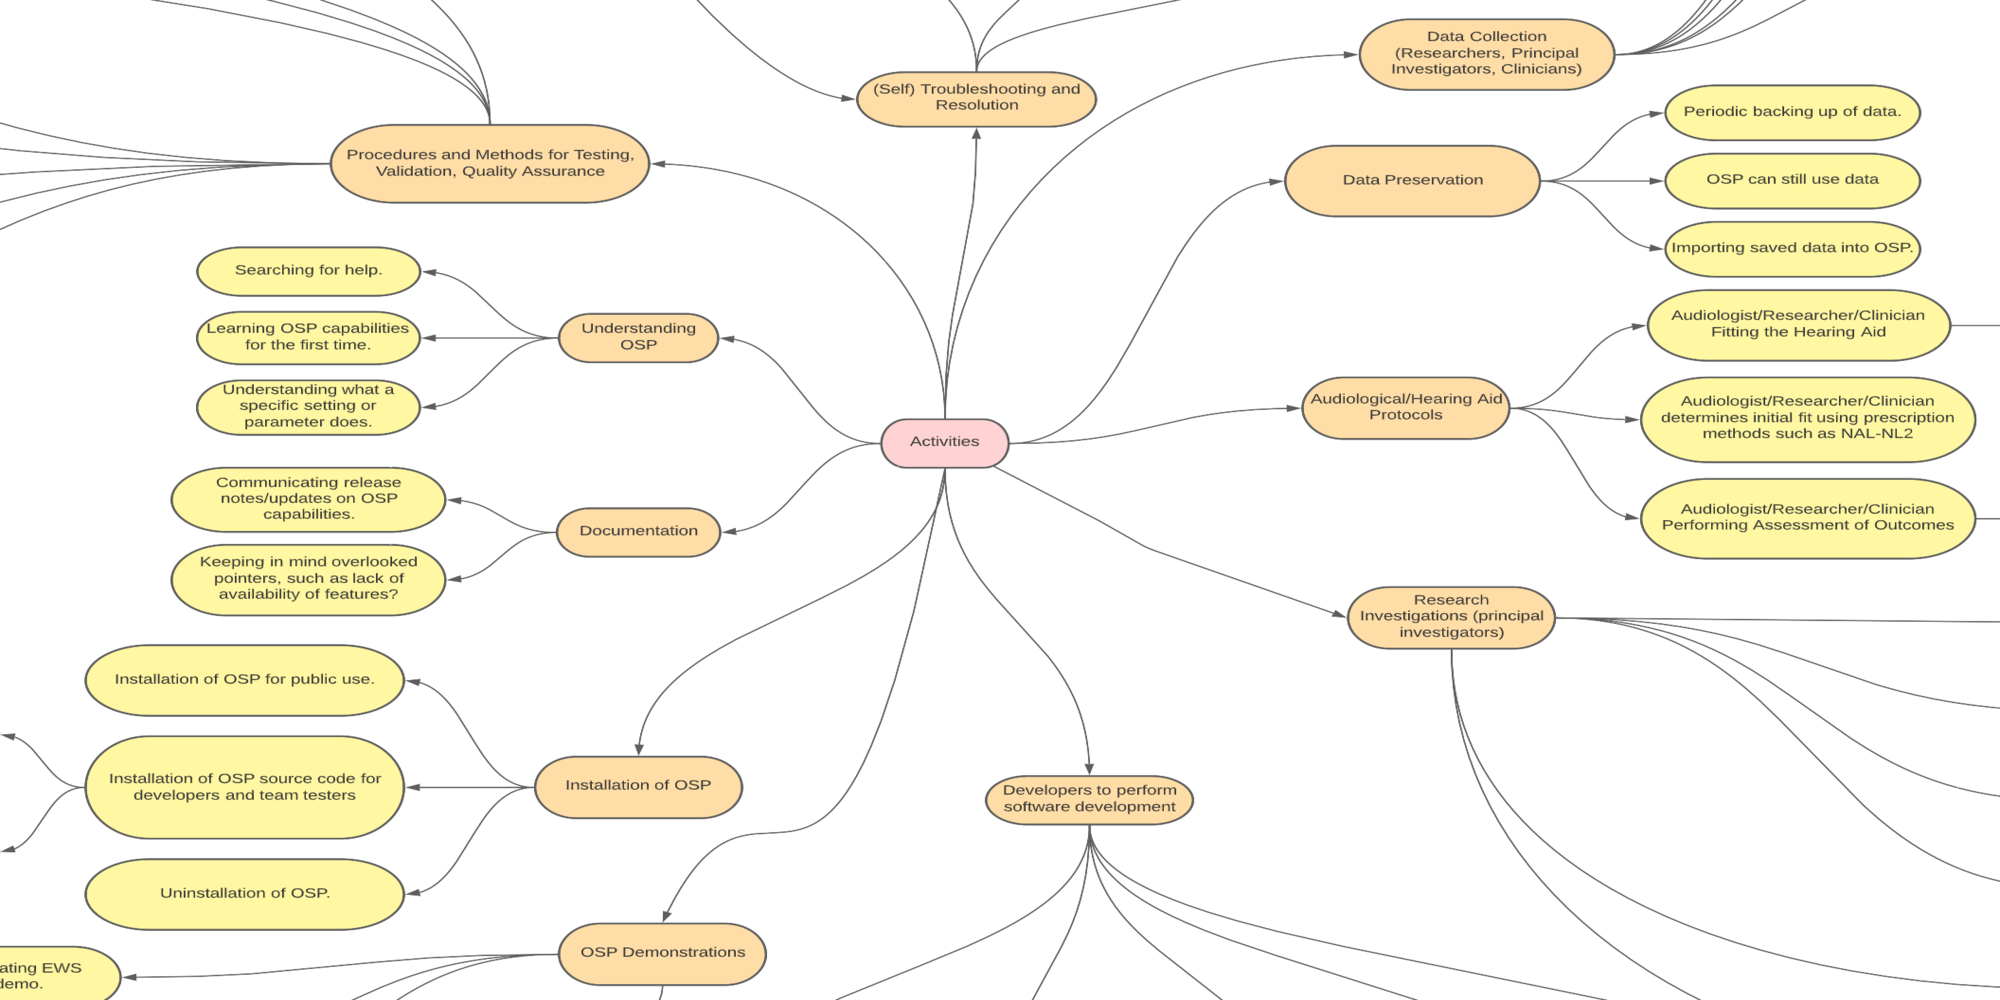 Data Collection
(Researchers, Principal
Investigators, Clinicians)
(Self) Troubleshooting and
Resolution
Periodic backing up of data.
Procedures and Methods for Testing,
Validation, Quality Assurance
Data Preservation
OSP can still use data
Importing saved data into OSP.
Searching for help.
Understanding
OSP
Learning OSP capabilities
for the first time.
Understanding what a
specific setting or
parameter does.
Audiologist/Researcher/Clinician
Fitting the Hearing Aid
Audiological/Hearing Aid
Protocols
Audiologist/Researcher/Clinician
determines initial fit using prescription
methods such as NAL-NL2
Activities
Communicating release
notes/updates on OSP
capabilities.
Documentation
Audiologist/Researcher/Clinician
Performing Assessment of Outcomes
Keeping in mind overlooked
pointers, such as lack of
availability of features?
Research
Investigations (principal
investigators)
Installation of OSP for public use.
Installation of OSP source code for
developers and team testers
Installation of OSP
Developers to perform
software development
Uninstallation of OSP.
OSP Demonstrations
ating EWS
demo.